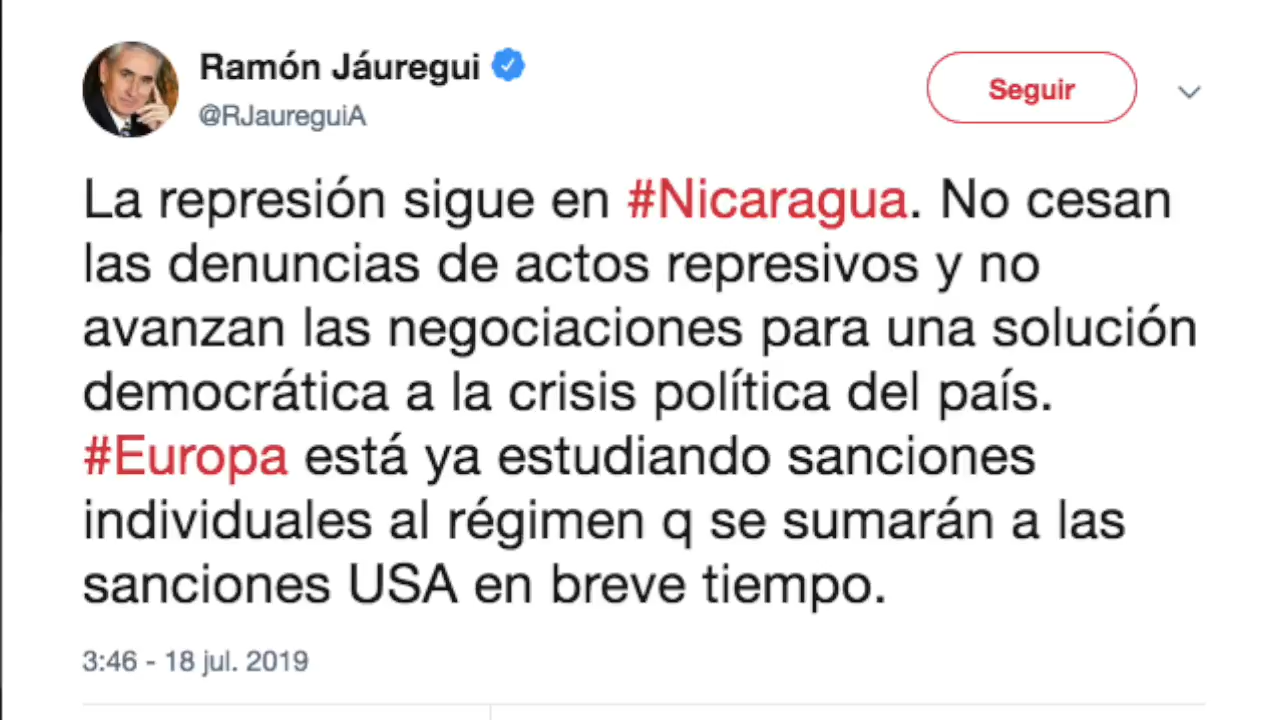 Ramón Jáuregui
@RJaureguiA
Seguir
La represión sigue en #Nicaragua. No cesan
las denuncias de actos represivos y no
avanzan las negociaciones para una solución
democrática a la crisis política del país.
#Europa está ya estudiando sanciones
individuales al régimen q se sumarán a las
sanciones USA en breve tiempo.
3:46 - 18 jul. 2019